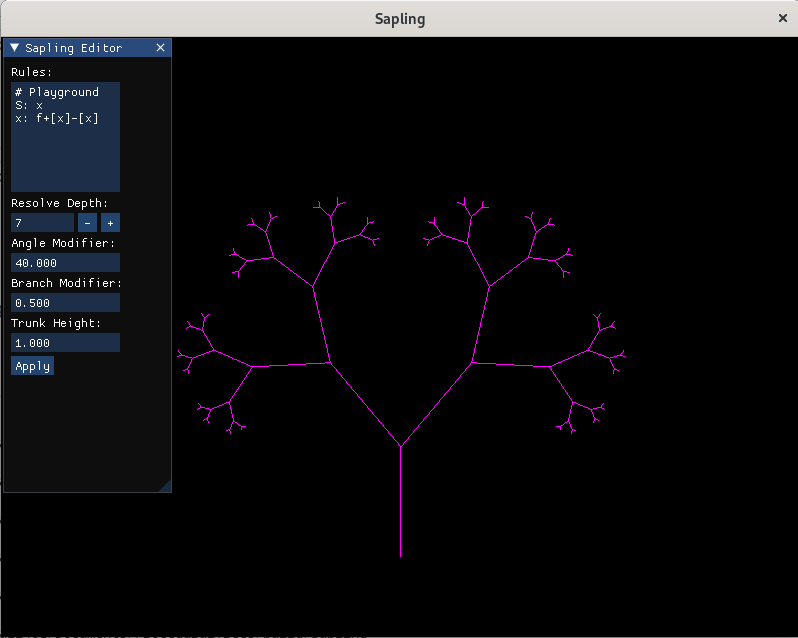 Sapling
Sapling Editor
Rules:
# Playground
S: x
x: f+[x]-[x]
Resolve Depth:
7 - +
Angle Modifier:
40.000
Branch Modifier:
0.500
Trunk Height:
1.000
Apply